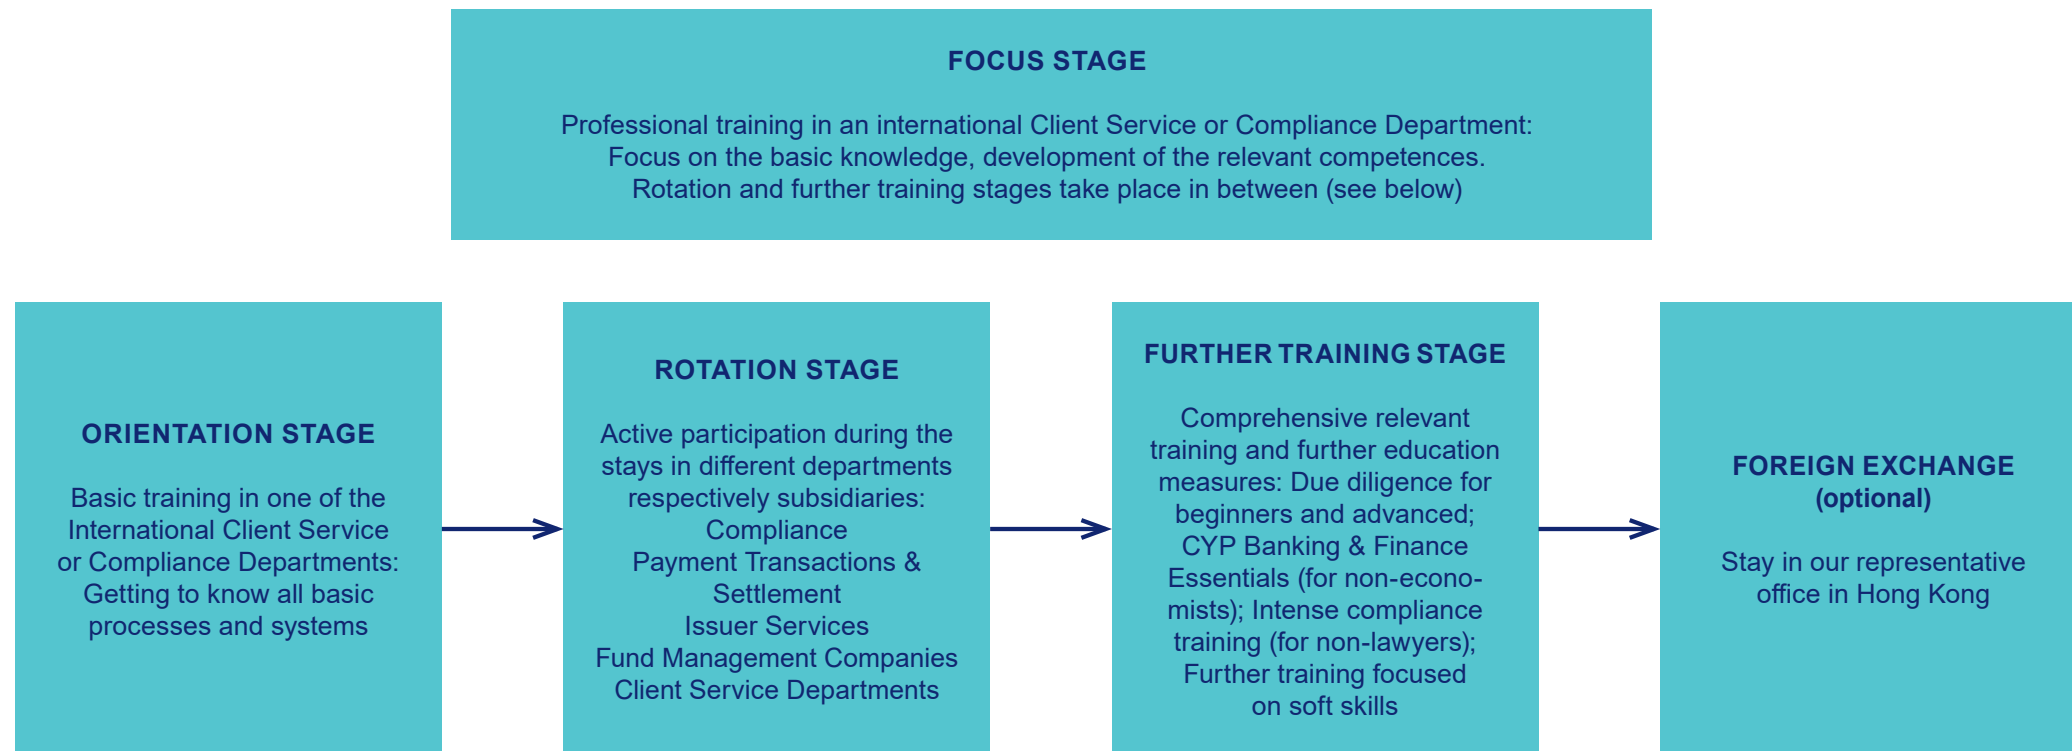 FOCUS STAGE
Professional training in an international Client Service or Compliance Department:
Focus on the basic knowledge, development of the relevant competences.
Rotation and further training stages take place in between (see below)
ORIENTATION STAGE
Basic training in one of the
International Client Service
or Compliance Departments:
Getting to know all basic
processes and systems
ROTATION STAGE
Active participation during the
stays in different departments
respectively subsidiaries:
Compliance
Payment Transactions &
Settlement
Issuer Services
Fund Management Companies
Client Service Departments
FURTHER TRAINING STAGE
Comprehensive relevant
training and further education
measures: Due diligence for
beginners and advanced;
CYP Banking & Finance
Essentials (for non-econo-
mists); Intense compliance
training (for non-lawyers);
Further training focused
on soft skills
FOREIGN EXCHANGE
(optional)
Stay in our representative
office in Hong Kong